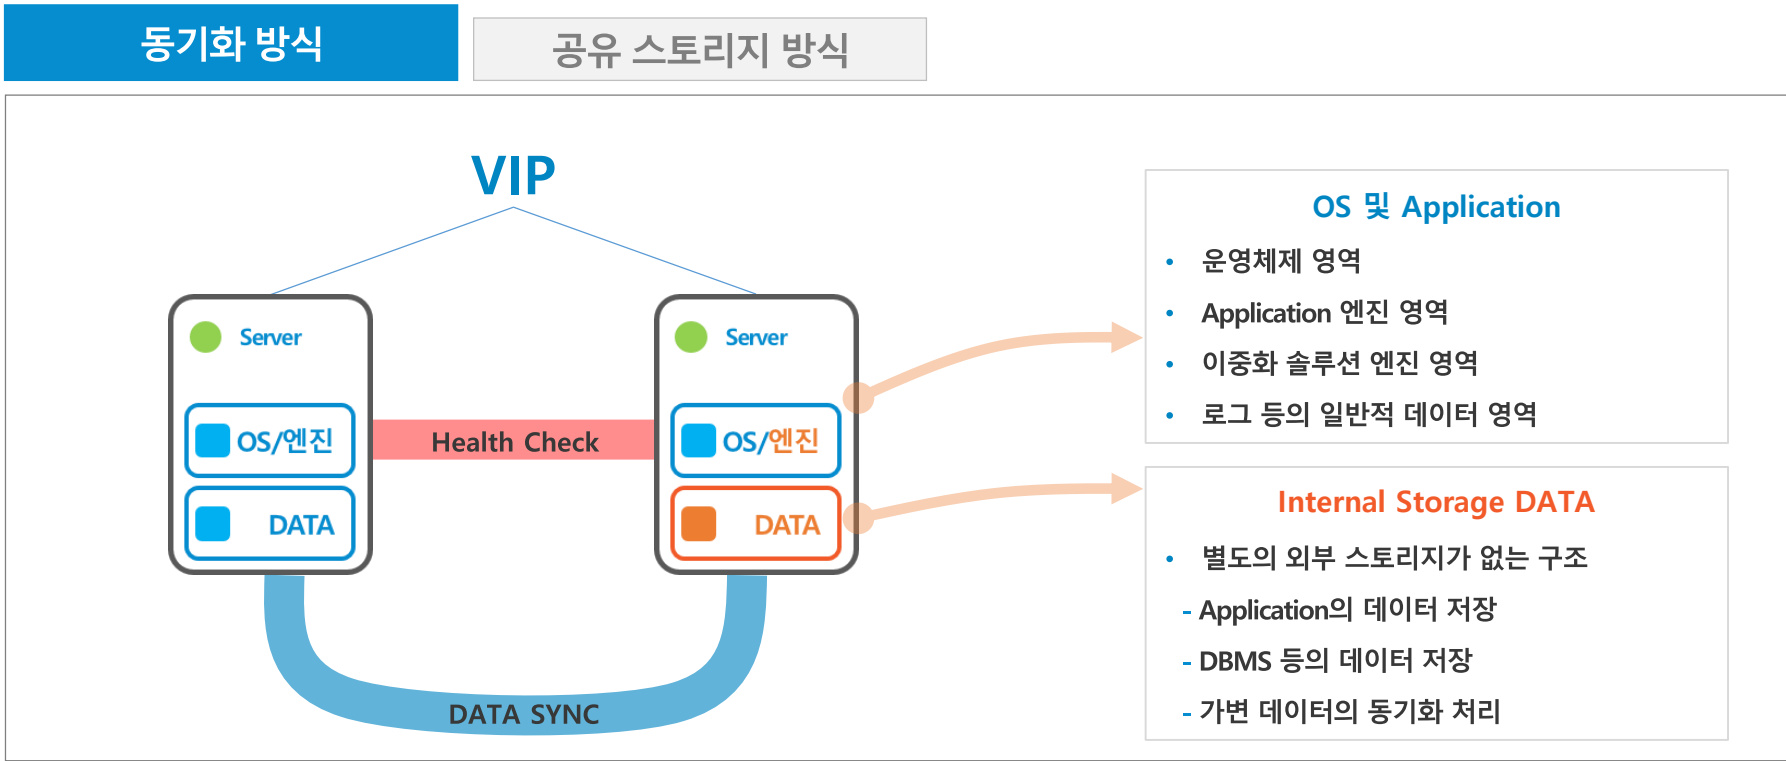 동기화 방식
공유 스토리지 방식
VIP
Server
OS/엔진
DATA
Health Check
Server
OS/엔진
DATA
DATA SYNC
OS 및 Application
• 운영체제 영역
• Application 엔진 영역
• 이중화 솔루션 엔진 영역
• 로그 등의 일반적 데이터 영역
Internal Storage DATA
• 별도의 외부 스토리지가 없는 구조
- Application의 데이터 저장
- DBMS 등의 데이터 저장
- 가변 데이터의 동기화 처리